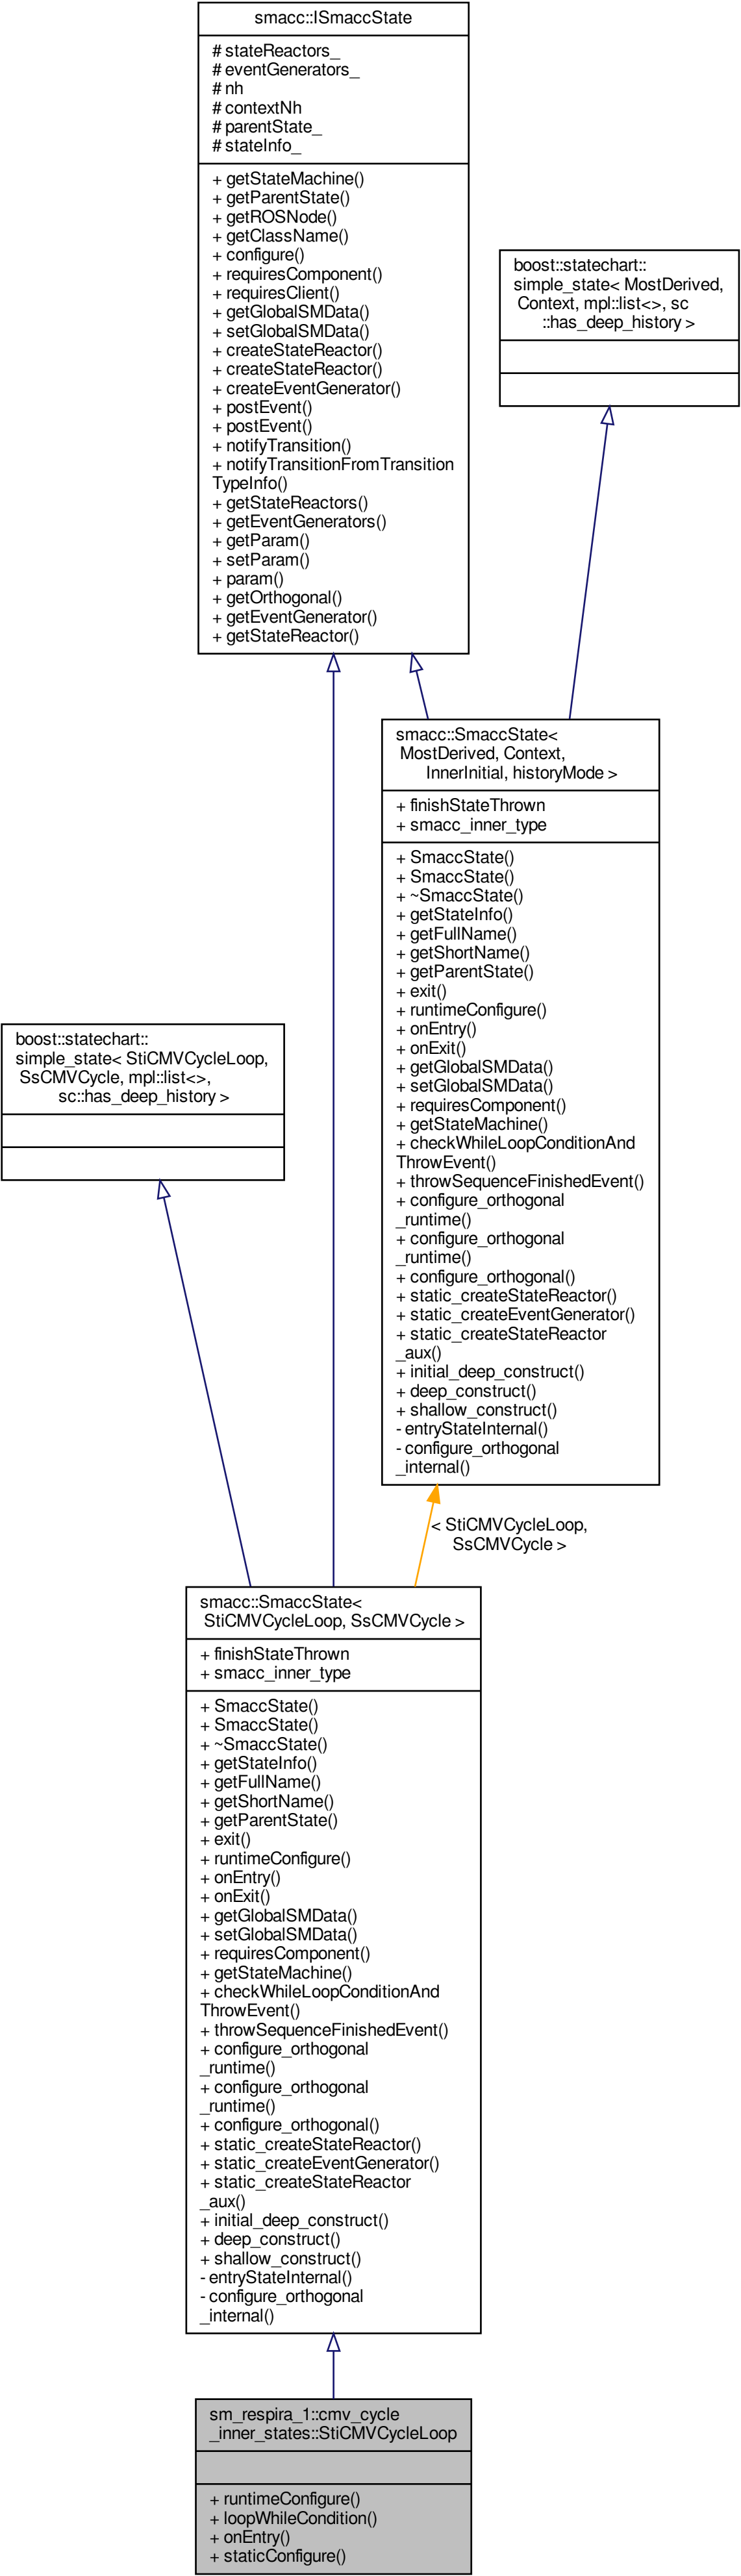 smacc::ISmaccState
# stateReactors_
# eventGenerators_
# nh
# contextNh
# parentState_
# stateInfo_
+ getStateMachine()
+ getParentState()
+ getROSNode()
+ getClassName()
+ configure()
+ requiresComponent()
+ requiresClient()
+ getGlobalSMData()
+ setGlobalSMData()
+ createStateReactor()
+ createStateReactor()
+ createEventGenerator()
+ postEvent()
+ postEvent()
+ notifyTransition()
+ notifyTransitionFromTransition
TypeInfo()
+ getStateReactors()
+ getEventGenerators()
+ getParam()
+ setParam()
+ param()
+ getOrthogonal()
+ getEventGenerator()
+ getStateReactor()
boost::statechart::
simple_state< MostDerived,
Context, mpl::list<>, sc
::has_deep_history >
smacc::SmaccState<
MostDerived, Context,
InnerInitial, historyMode >
+ finishStateThrown
+ smacc_inner_type
+ SmaccState()
+ SmaccState()
+ ~SmaccState()
+ getStateInfo()
+ getFullName()
+ getShortName()
+ getParentState()
+ exit()
+ runtimeConfigure()
+ onEntry()
+ onExit()
+ getGlobalSMData()
+ setGlobalSMData()
+ requiresComponent()
+ getStateMachine()
+ checkWhileLoopConditionAnd
ThrowEvent()
+ throwSequenceFinishedEvent()
+ configure_orthogonal
_runtime()
+ configure_orthogonal
_runtime()
+ configure_orthogonal()
+ static_createStateReactor()
+ static_createEventGenerator()
+ static_createStateReactor
_aux()
+ initial_deep_construct()
+ deep_construct()
+ shallow_construct()
- entryStateInternal()
- configure_orthogonal
_internal()
boost::statechart::
simple_state< StiCMVCycleLoop,
SsCMVCycle, mpl::list<>,
sc::has_deep_history >
< StiCMVCycleLoop,
SsCMVCycle >
smacc::SmaccState<
StiCMVCycleLoop, SsCMVCycle >
+ finishStateThrown
+ smacc_inner_type
+ SmaccState()
+ SmaccState()
+ ~SmaccState()
+ getStateInfo()
+ getFullName()
+ getShortName()
+ getParentState()
+ exit()
+ runtimeConfigure()
+ onEntry()
+ onExit()
+ getGlobalSMData()
+ setGlobalSMData()
+ requiresComponent()
+ getStateMachine()
+ checkWhileLoopConditionAnd
ThrowEvent()
+ throwSequenceFinishedEvent()
+ configure_orthogonal
_runtime()
+ configure_orthogonal
_runtime()
+ configure_orthogonal()
+ static_createStateReactor()
+ static_createEventGenerator()
+ static_createStateReactor
_aux()
+ initial_deep_construct()
+ deep_construct()
+ shallow_construct()
- entryStateInternal()
- configure_orthogonal
_internal()
sm_respira_1::cmv_cycle
_inner_states::StiCMVCycleLoop
+ runtimeConfigure()
+ loopWhileCondition()
+ onEntry()
+ staticConfigure()